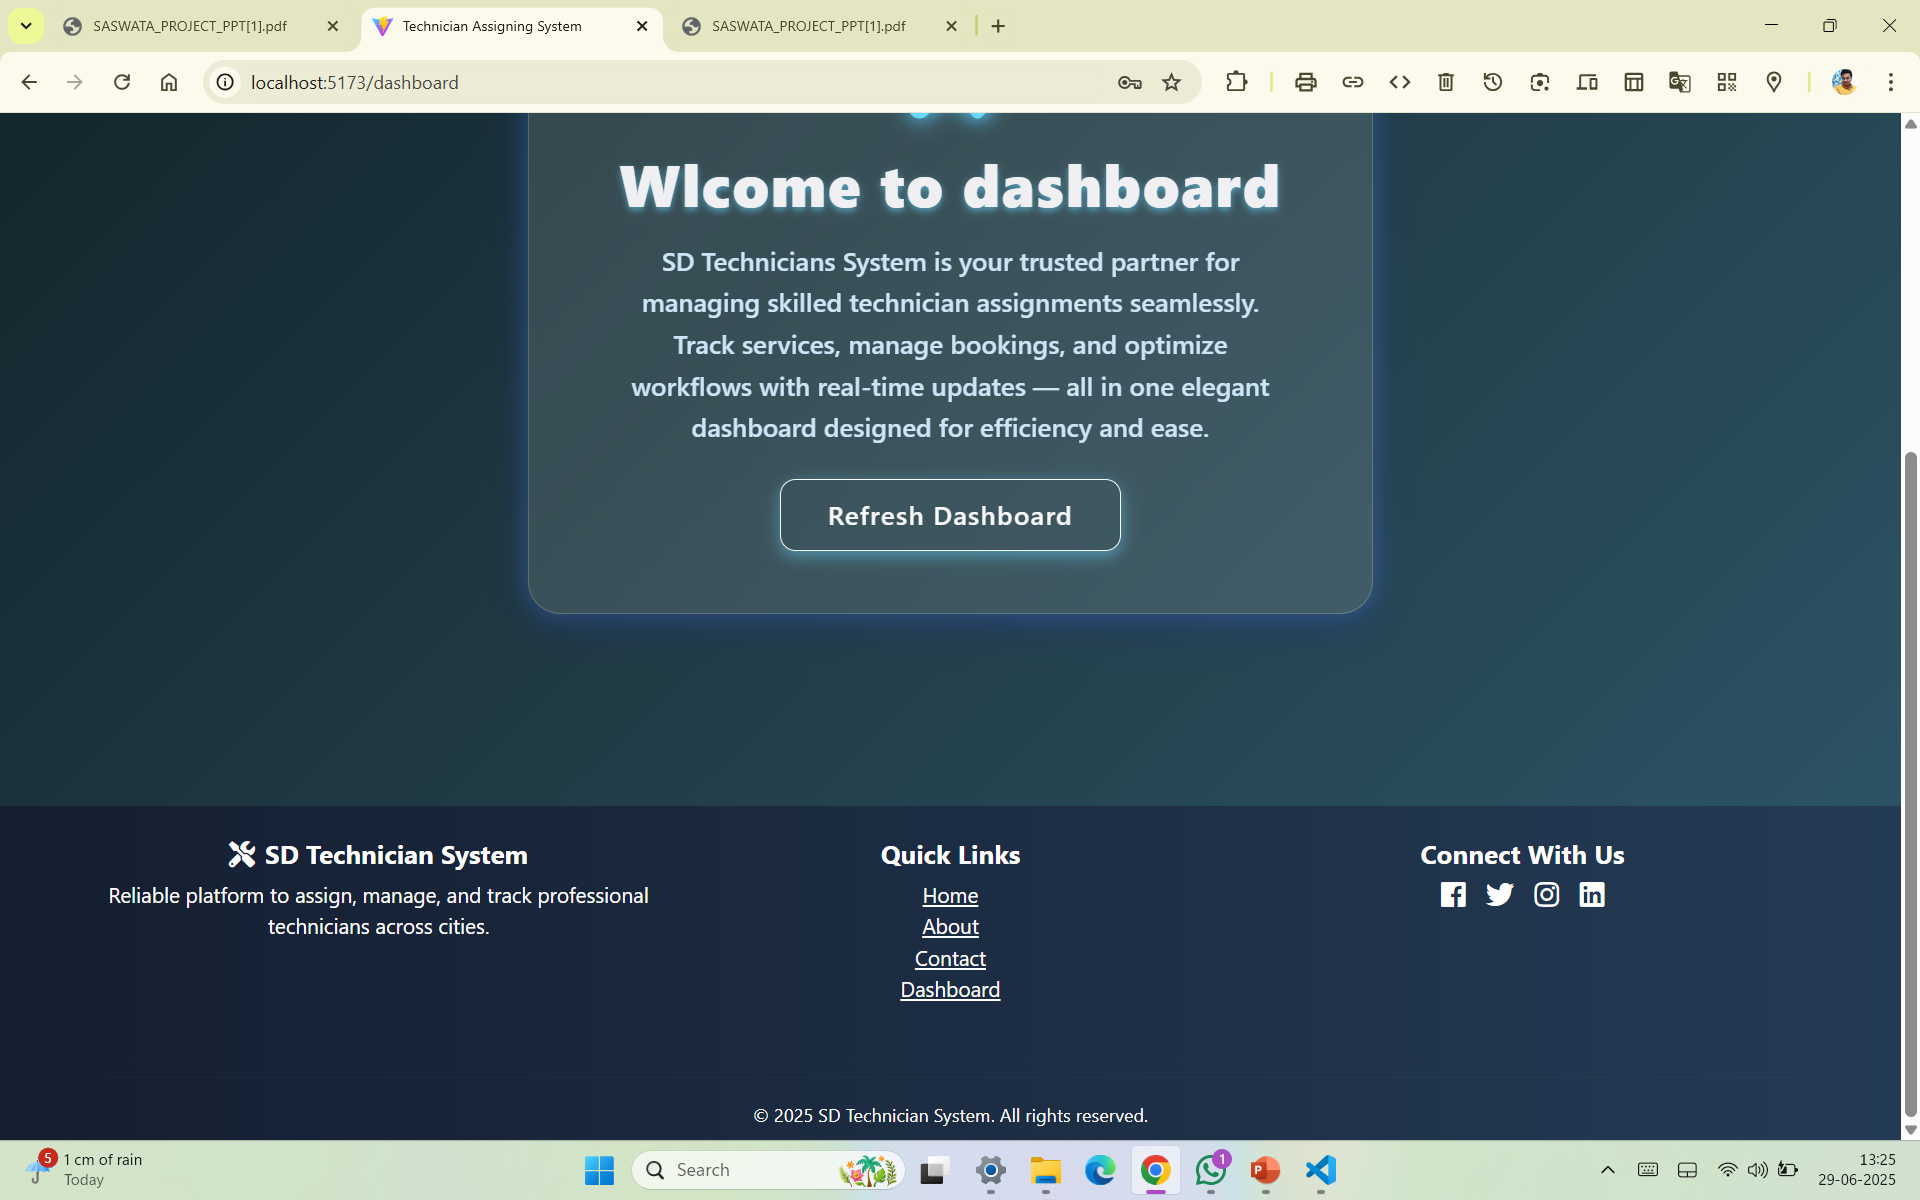 SASWATA_PROJECT_PPT[1].pdf
Technician Assigning System
SASWATA_PROJECT_PPT[1].pdf
localhost:5173/dashboard
Wlcome to dashboard
SD Technicians System is your trusted partner for
managing skilled technician assignments seamlessly.
Track services, manage bookings, and optimize
workflows with real-time updates — all in one elegant
dashboard designed for efficiency and ease.
Refresh Dashboard
SD Technician System
Reliable platform to assign, manage, and track professional
technicians across cities.
Quick Links
Home
About
Contact
Dashboard
Connect With Us
© 2025 SD Technician System. All rights reserved.
5
1 cm of rain
Today
Search
1
13:25
29-06-2025